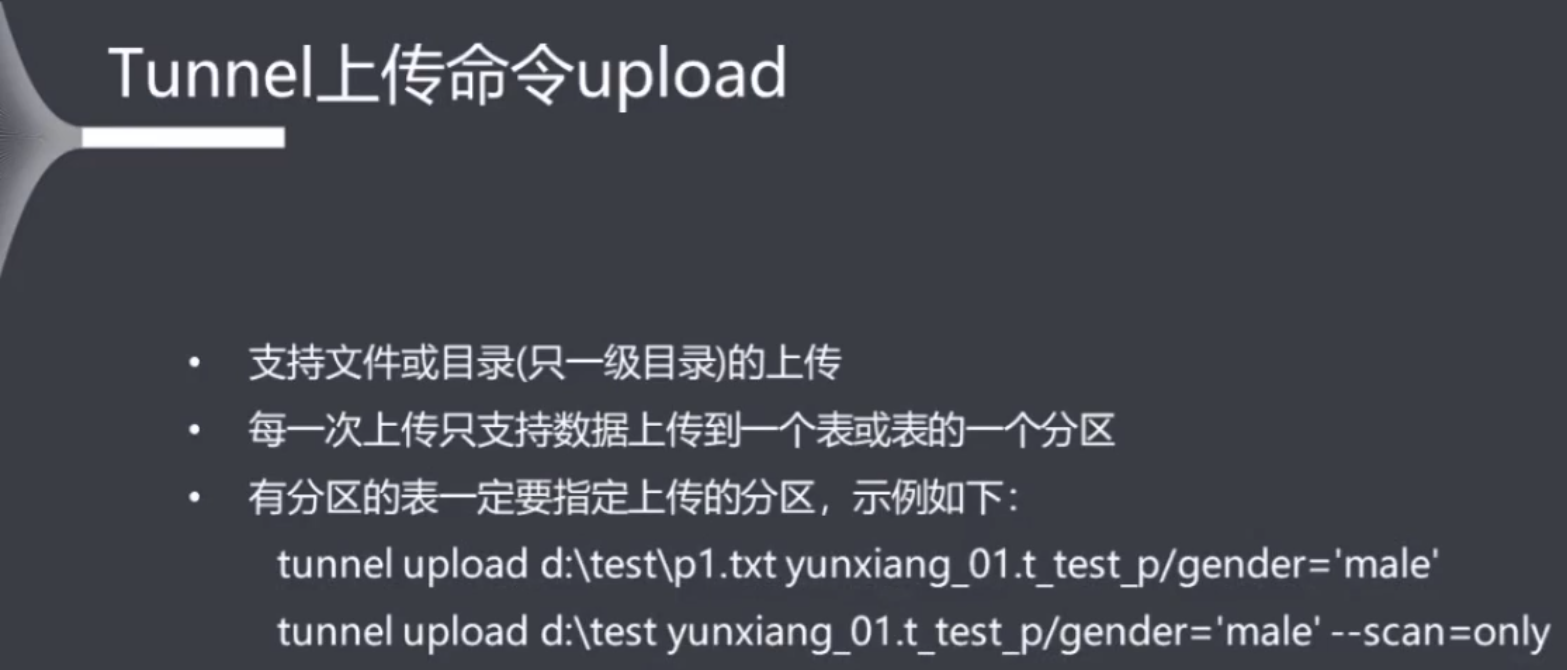 Tunnel上传命令upload
• 支持文件或目录(只一级目录)的上传
• 每一次上传只支持数据上传到一个表或表的一个分区
• 有分区的表一定要指定上传的分区，示例如下：
tunnel upload d:\test\p1.txt yunxiang_01.t_test_p/gender='male'
tunnel upload d:\test yunxiang_01.t_test_p/gender='male' --scan=only